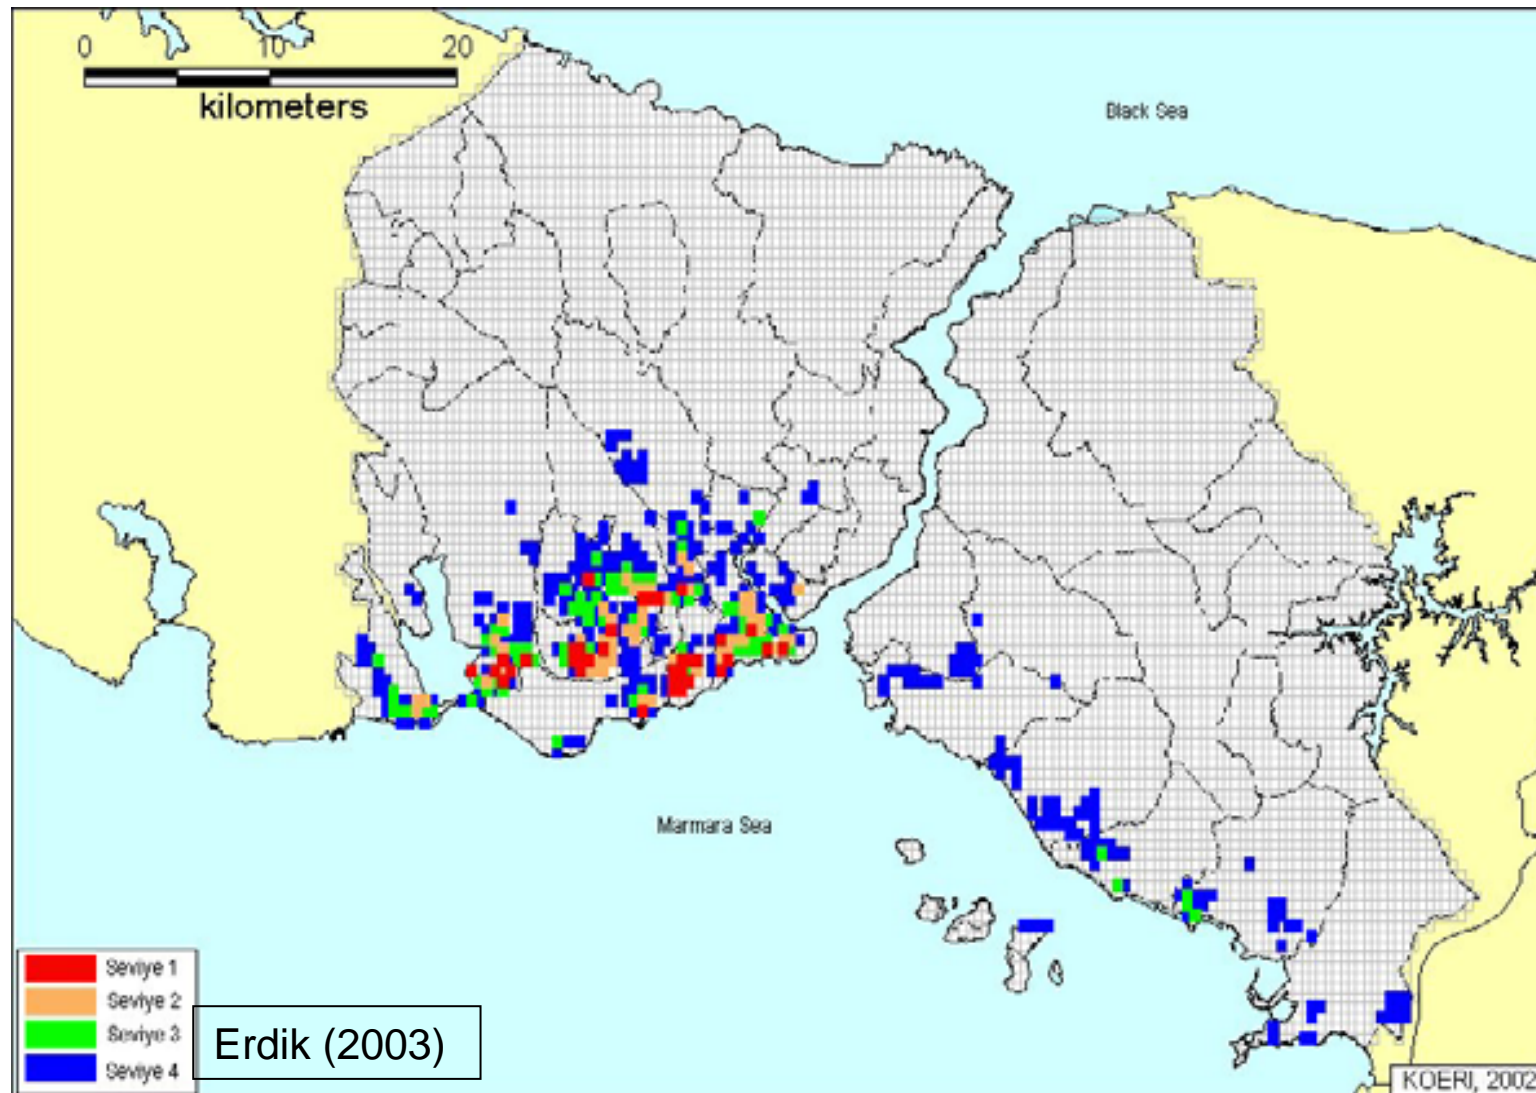 0 10 20
kilometers
Black Sea
Marmara Sea
Seviye 1
Seviye 2
Seviye 3
Seviye 4
Erdik (2003)
KOERI, 2002